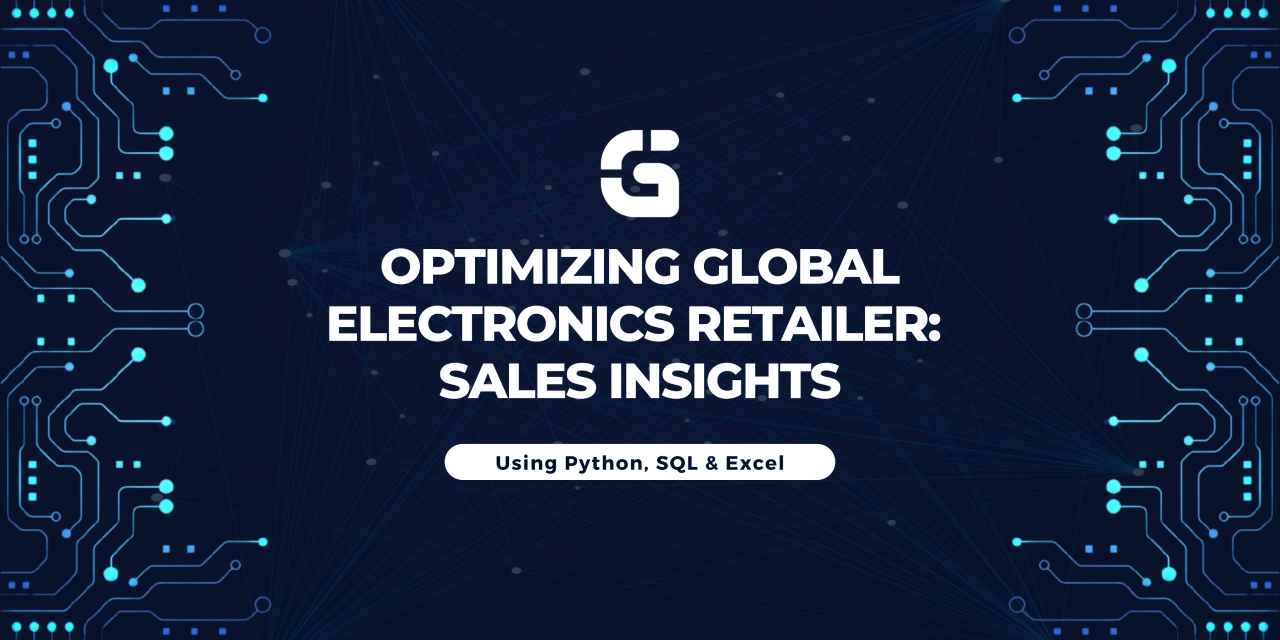 OPTIMIZING GLOBAL
ELECTRONICS RETAILER:
SALES INSIGHTS
Using Python, SQL & Excel